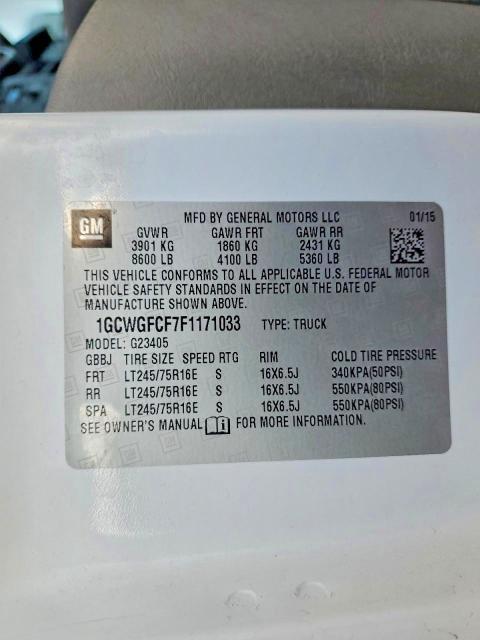 GM
MFD BY GENERAL MOTORS LLC 01/15
GVWR GAWR FRT GAWR RR
3901 KG 1860 KG 2431 KG
8600 LB 4100 LB 5360 LB
THIS VEHICLE CONFORMS TO ALL APPLICABLE U.S. FEDERAL MOTOR
VEHICLE SAFETY STANDARDS IN EFFECT ON THE DATE OF
MANUFACTURE SHOWN ABOVE.
1GCWGFCF7F1171033 TYPE: TRUCK
MODEL: G23405
GBBJ TIRE SIZE SPEED RTG RIM COLD TIRE PRESSURE
FRT LT245/75R16E S 16X6.5J 340KPA(50PSI)
RR LT245/75R16E S 16X6.5J 550KPA(80PSI)
SPA LT245/75R16E S 16X6.5J 550KPA(80PSI)
SEE OWNER'S MANUAL FOR MORE INFORMATION.